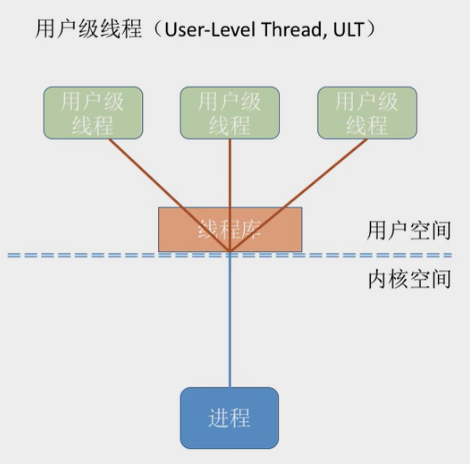 用户级线程（User-Level Thread, ULT）
用户级
线程
用户级
线程
用户级
线程
线程库
用户空间
内核空间
进程